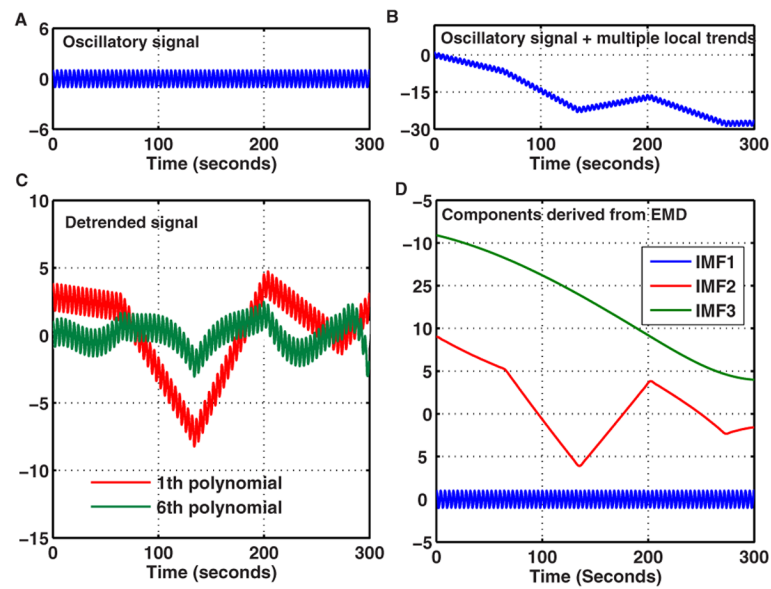 A
6
Oscillatory signal
0
−6
0
100
200
300
Time (seconds)
B
Oscillatory signal + multiple local trends
0
−15
−30
0
100
200
300
Time (seconds)
C
10
Detrended signal
5
0
−5
−10
−15
1th polynomial
6th polynomial
0
100
200
300
Time (seconds)
D
−5
Components derived from EMD
−10
25
10
5
0
5
0
−5
IMF1
IMF2
IMF3
0
100
200
300
Time (Seconds)